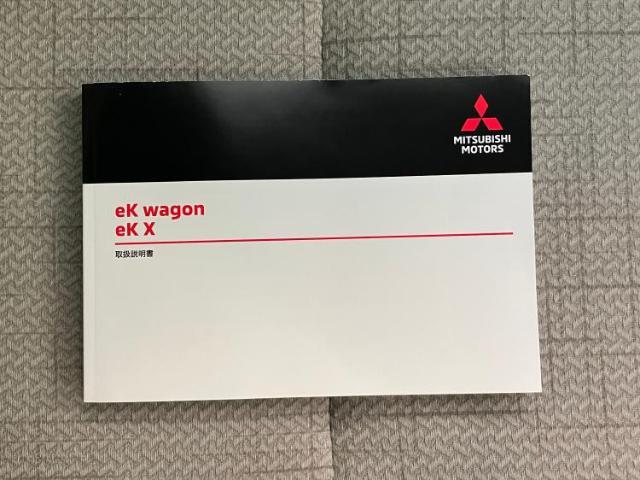 MITSUBISHI
MOTORS
eK wagon
eK X
取扱説明書